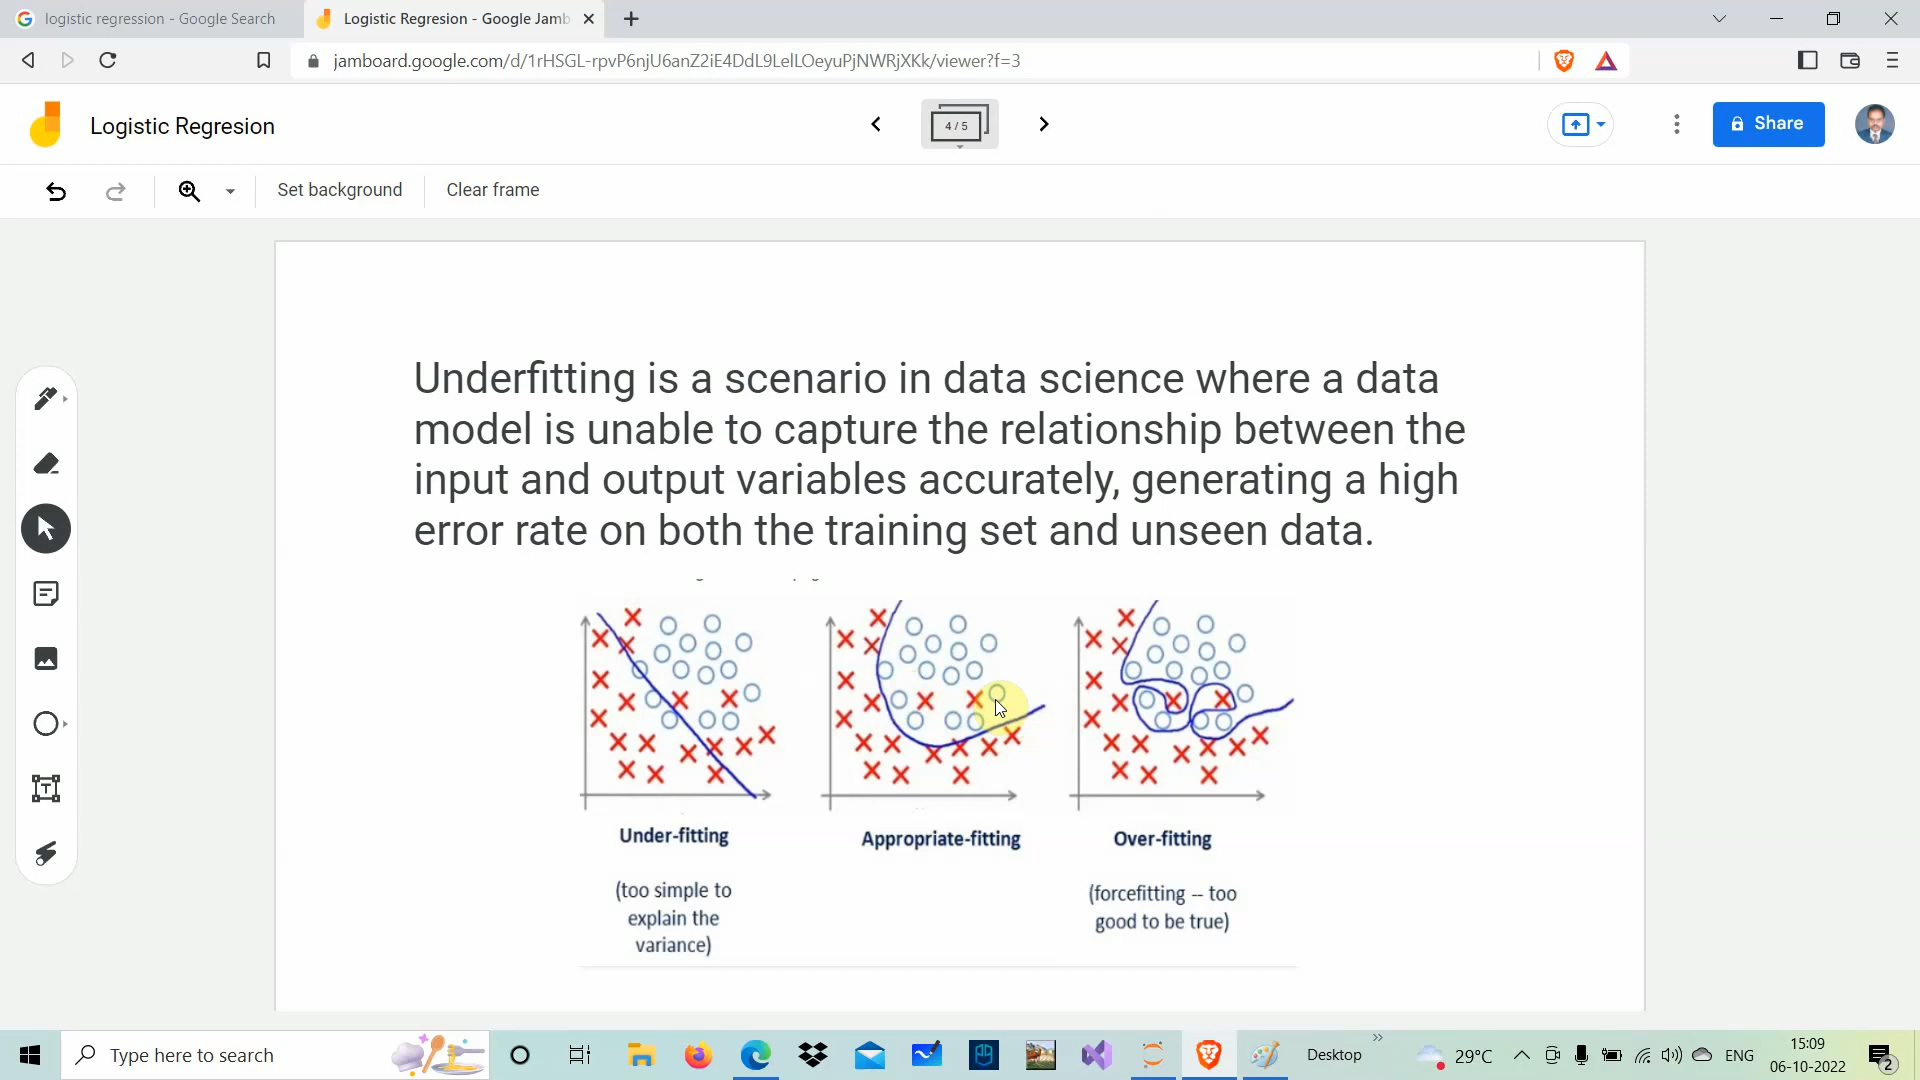 logistic regression - Google Search
Logistic Regresion - Google Jamb
jamboard.google.com/d/1rHSGL-rpvP6njU6anZ2iE4DdL9LelLOeyuPjNWRjXKk/viewer?f=3
Logistic Regresion
4 / 5
Share
Set background
Clear frame
Underfitting is a scenario in data science where a data
model is unable to capture the relationship between the
input and output variables accurately, generating a high
error rate on both the training set and unseen data.
Under-fitting
Appropriate-fitting
Over-fitting
(too simple to
explain the
variance)
(forcefitting -- too
good to be true)
Type here to search
Desktop
29°C
ENG
15:09
06-10-2022
2